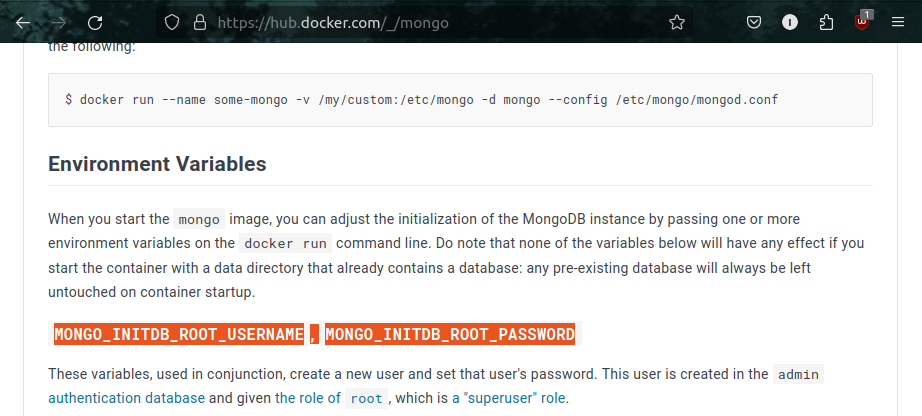 https://hub.docker.com/_/mongo
1
the following:
$ docker run --name some-mongo -v /my/custom:/etc/mongo -d mongo --config /etc/mongo/mongod.conf
Environment Variables
When you start the mongo image, you can adjust the initialization of the MongoDB instance by passing one or more
environment variables on the docker run command line. Do note that none of the variables below will have any effect if you
start the container with a data directory that already contains a database: any pre-existing database will always be left
untouched on container startup.
MONGO_INITDB_ROOT_USERNAME , MONGO_INITDB_ROOT_PASSWORD
These variables, used in conjunction, create a new user and set that user's password. This user is created in the admin
authentication database and given the role of root , which is a "superuser" role.